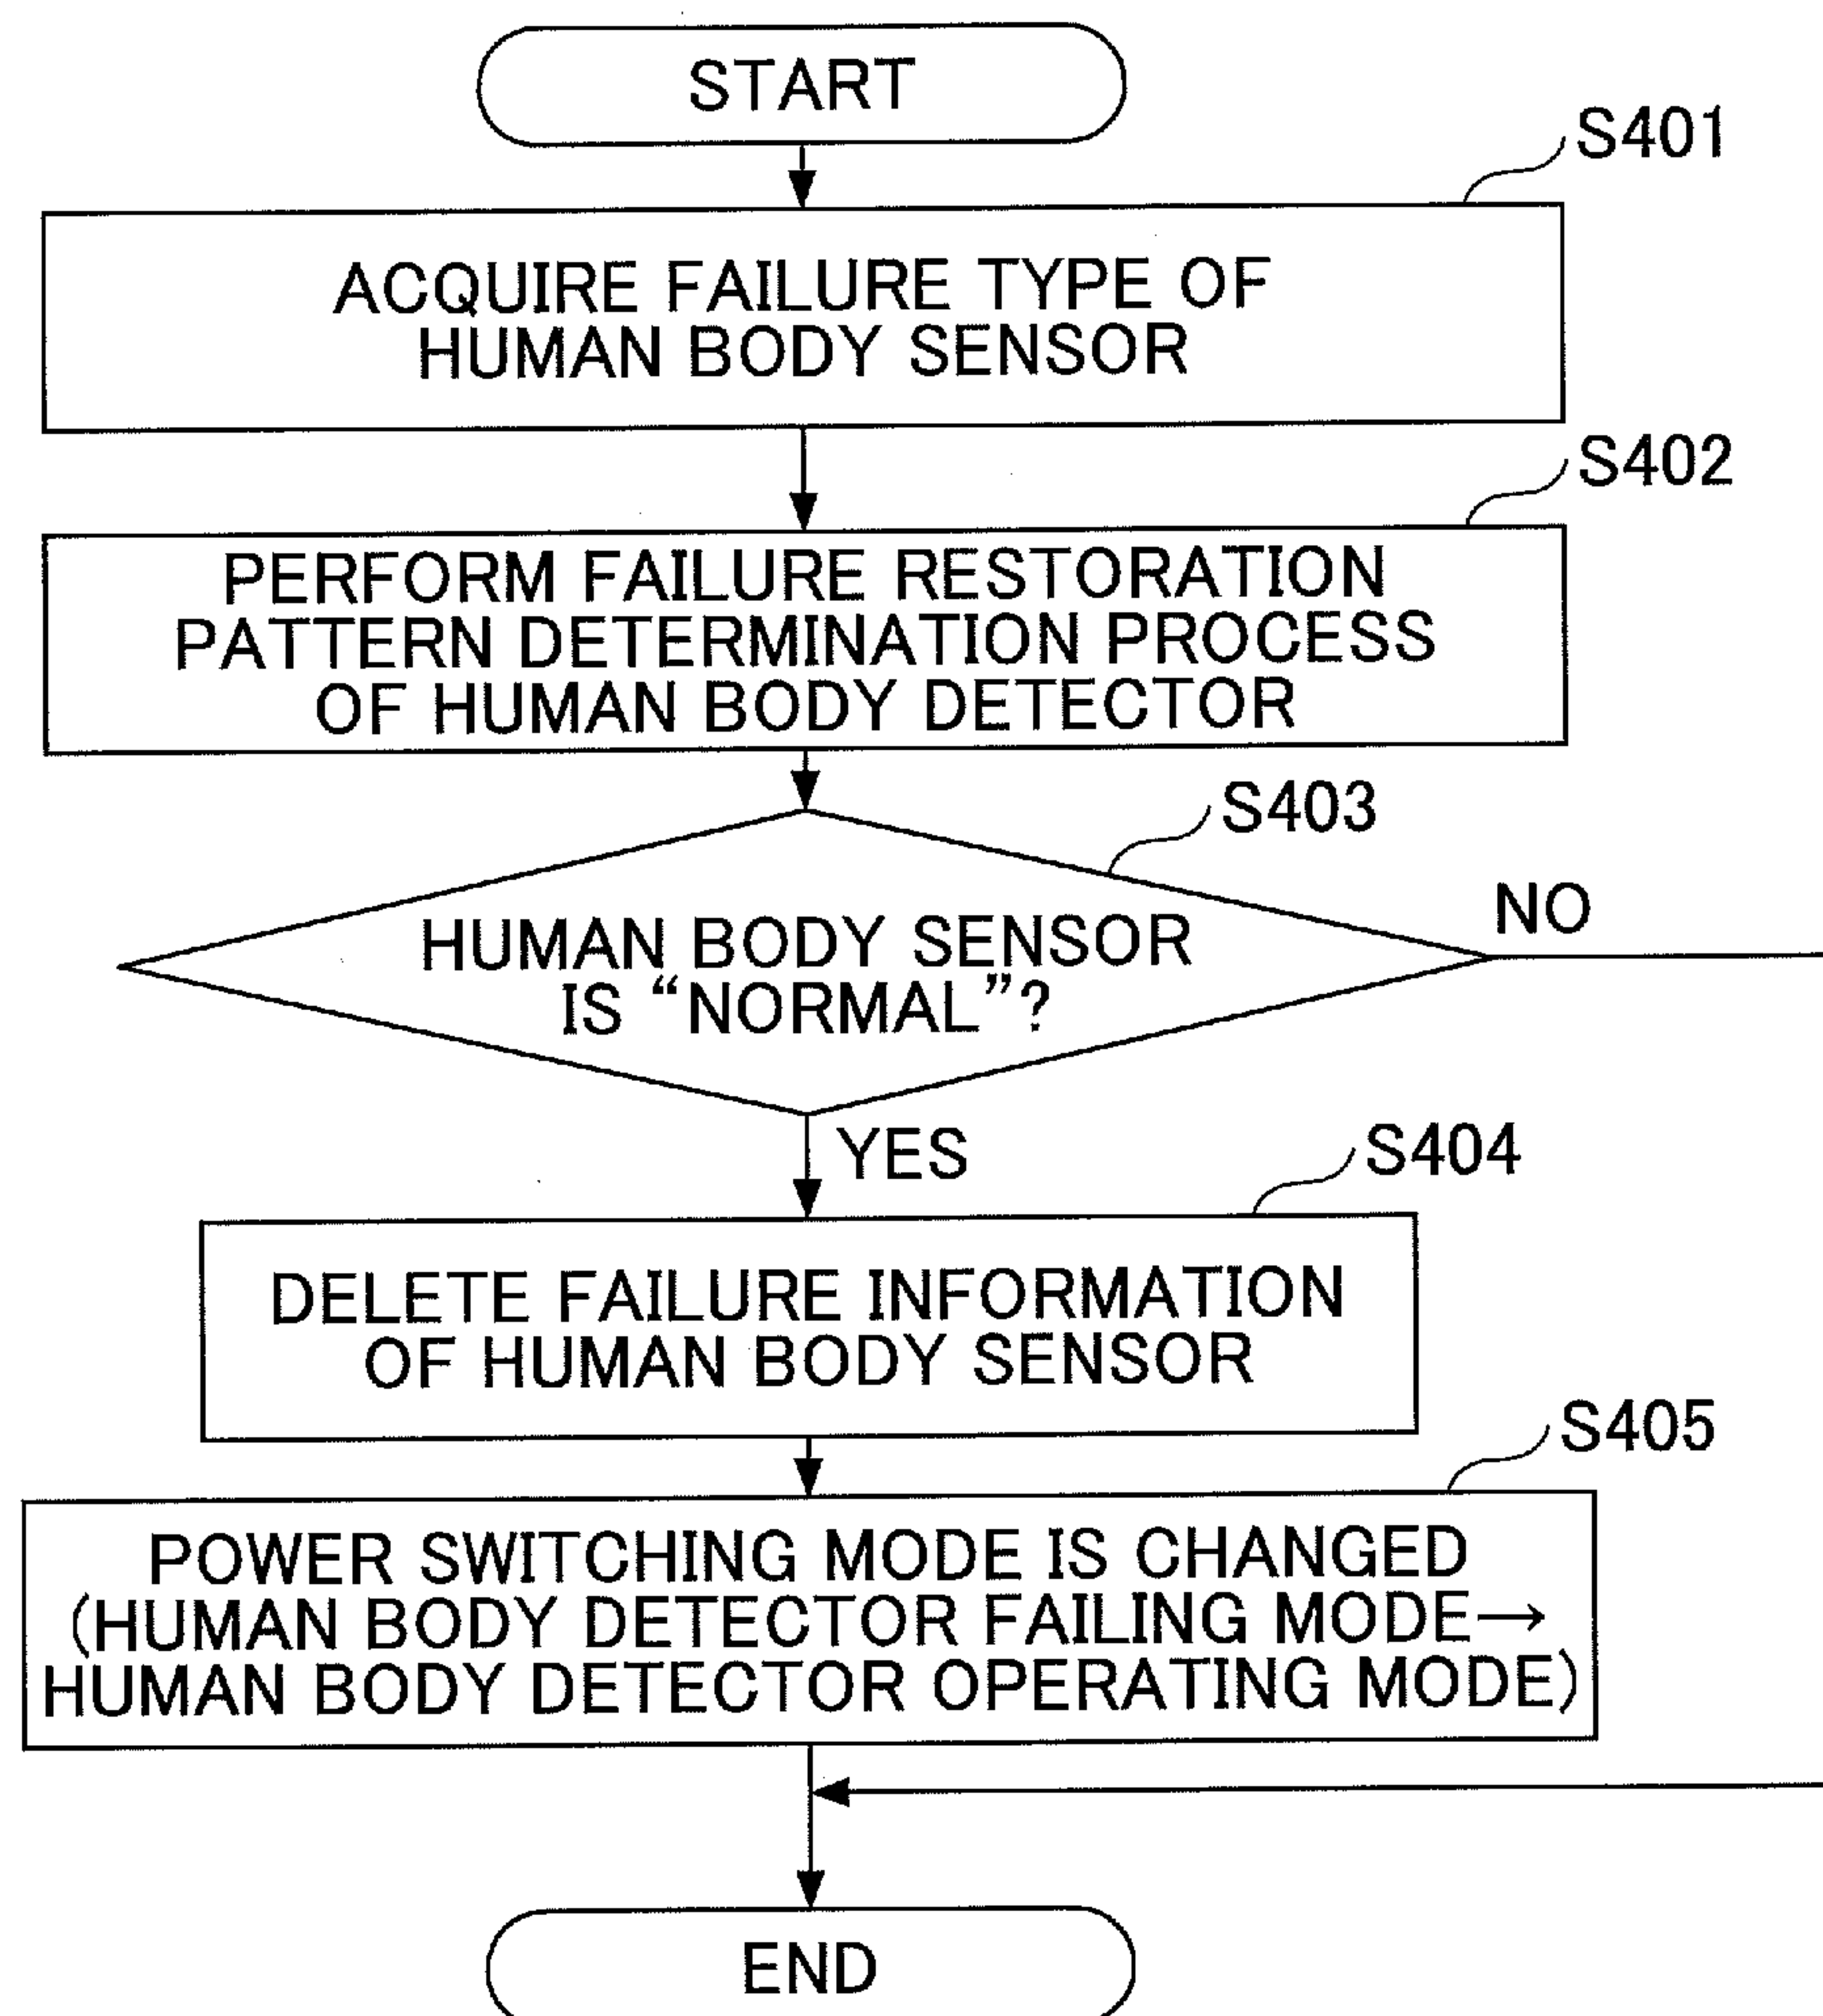 START
S401
ACQUIRE FAILURE TYPE OF
HUMAN BODY SENSOR
S402
PERFORM FAILURE RESTORATION
PATTERN DETERMINATION PROCESS
OF HUMAN BODY DETECTOR
S403
HUMAN BODY SENSOR
IS “NORMAL”?
NO
YES
S404
DELETE FAILURE INFORMATION
OF HUMAN BODY SENSOR
S405
POWER SWITCHING MODE IS CHANGED
(HUMAN BODY DETECTOR FAILING MODE→
HUMAN BODY DETECTOR OPERATING MODE)
END